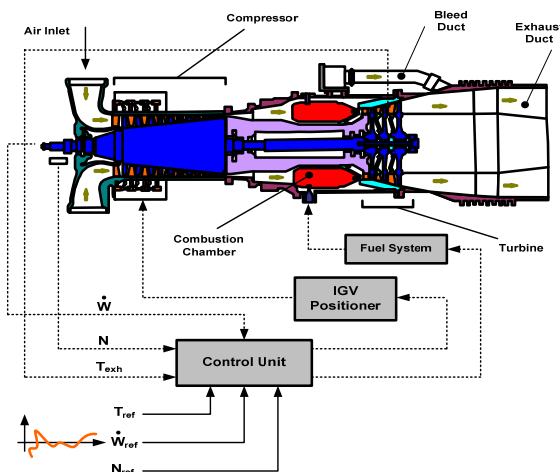 Compressor
Bleed
Duct
Exhaust
Duct
Air Inlet
Combustion
Chamber
Fuel System
Turbine
IGV
Positioner
Ẇ
N
Texh
Control Unit
Tref
Ẇref
Nref